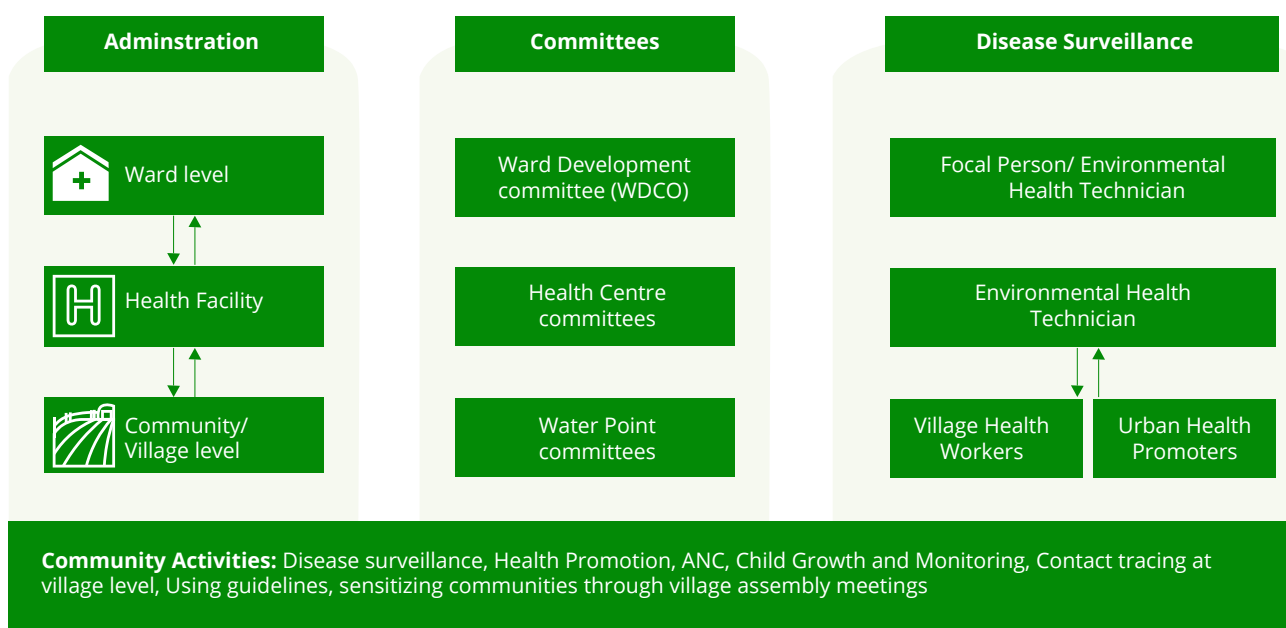 Adminstration
Committees
Disease Surveillance
Ward level
Ward Development
committee (WDCO)
Focal Person/ Environmental
Health Technician
H
Health Facility
Health Centre
committees
Environmental Health
Technician
Community/
Village level
Water Point
committees
Village Health
Workers
Urban Health
Promoters
Community Activities: Disease surveillance, Health Promotion, ANC, Child Growth and Monitoring, Contact tracing at
village level, Using guidelines, sensitizing communities through village assembly meetings